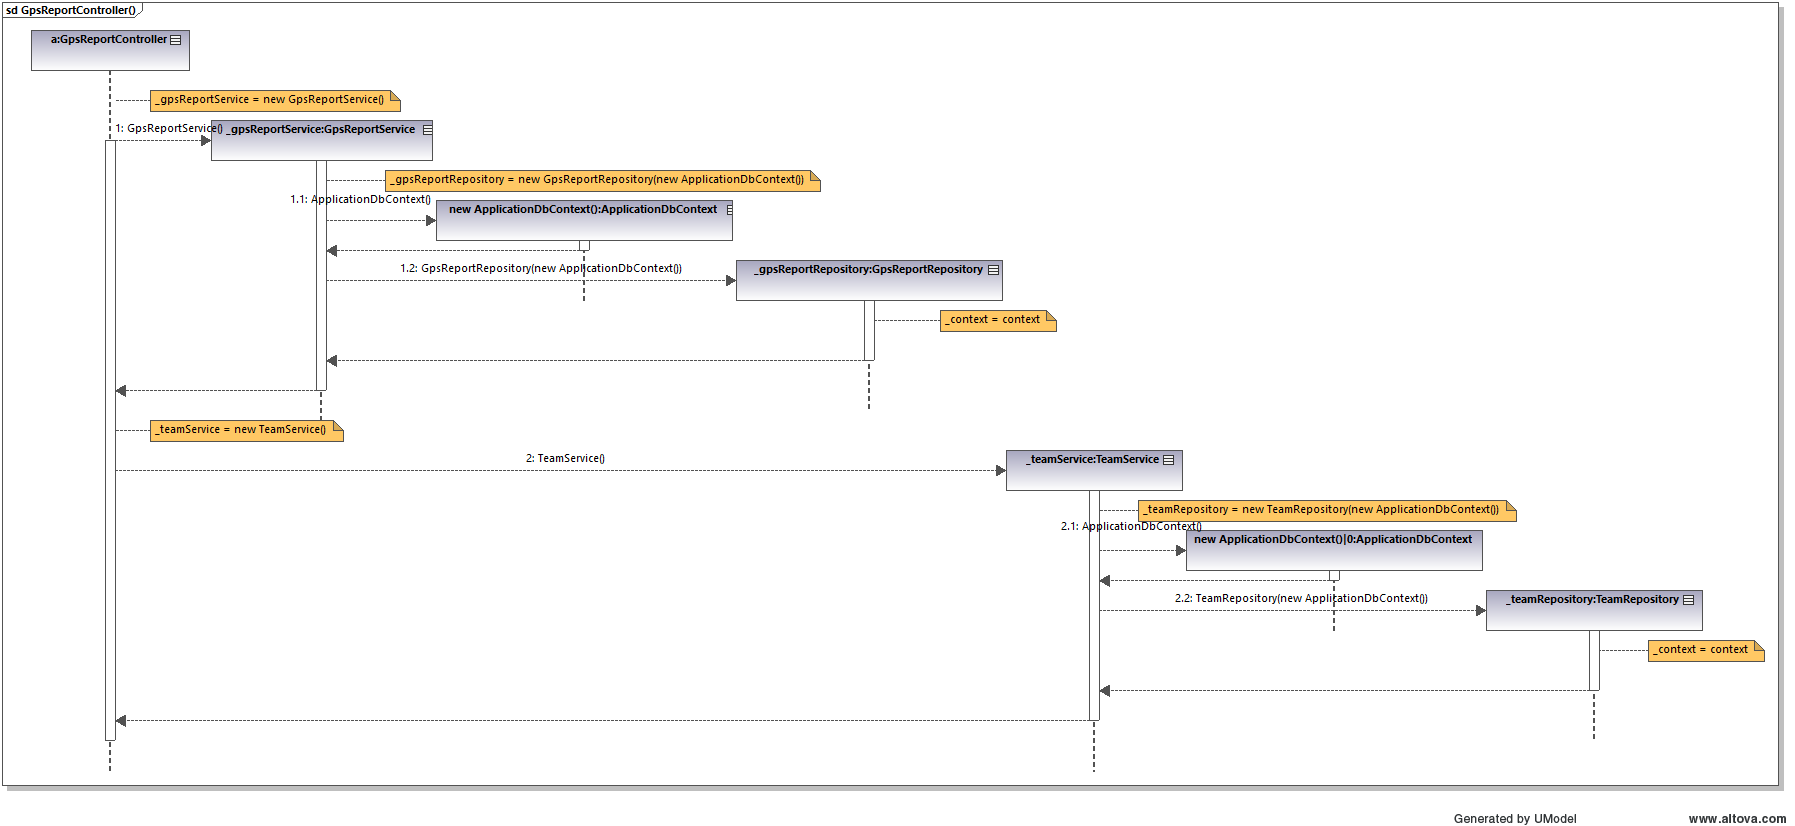 sd GpsReportController()
a:GpsReportController
_gpsReportService = new GpsReportService()
1: GpsReportService()
_gpsReportService:GpsReportService
_gpsReportRepository = new GpsReportRepository(new ApplicationDbContext())
1.1: ApplicationDbContext()
new ApplicationDbContext():ApplicationDbContext
1.2: GpsReportRepository(new ApplicationDbContext())
_gpsReportRepository:GpsReportRepository
_context = context
_teamService = new TeamService()
2: TeamService()
_teamService:TeamService
_teamRepository = new TeamRepository(new ApplicationDbContext())
2.1: ApplicationDbContext()
new ApplicationDbContext()|0:ApplicationDbContext
2.2: TeamRepository(new ApplicationDbContext())
_teamRepository:TeamRepository
_context = context
Generated by UModel
www.altova.com